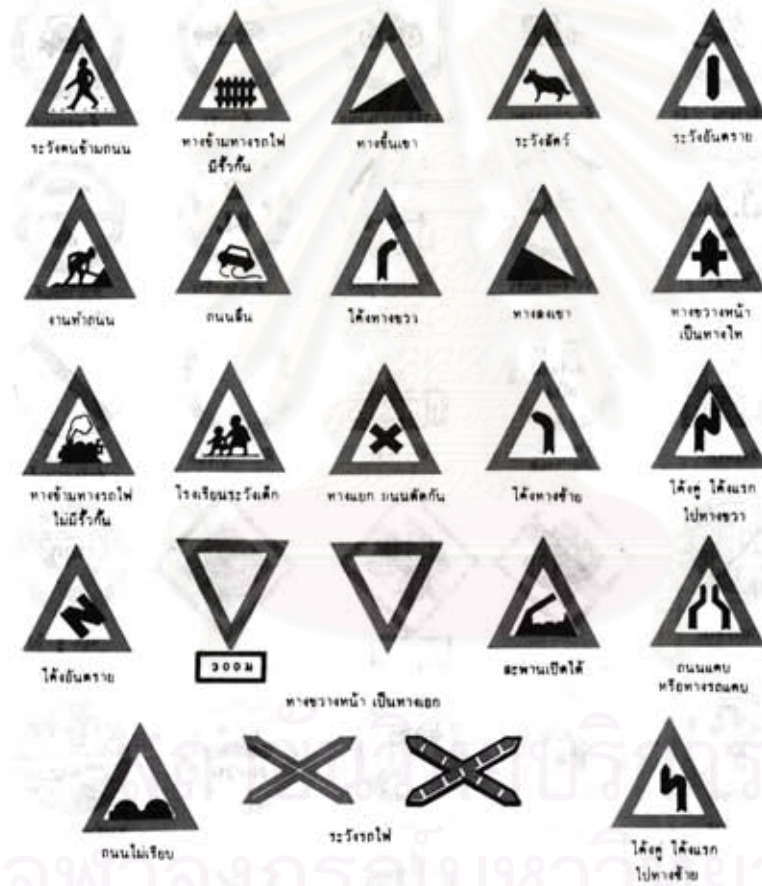 ระวังคนข้ามถนน
ทางข้ามทางรถไฟ
มีรั้วกั้น
ทางขึ้นเขา
ระวังสัตว์
ระวังอันตราย
งานทำถนน
ถนนลื่น
โค้งทางขวา
ทางลงเขา
ทางขวางหน้า
เป็นทางโท
ทางข้ามทางรถไฟ
ไม่มีรั้วกั้น
โรงเรียนระวังเด็ก
ทางแยก ถนนตัดกัน
โค้งทางซ้าย
โค้งคู่ โค้งแรก
ไปทางขวา
โค้งอันตราย
300 ม
ทางขวางหน้า เป็นทางเอก
สะพานเปิดได้
ถนนแคบ
หรือทางรถแคบ
ถนนไม่เรียบ
ระวังรถไฟ
โค้งคู่ โค้งแรก
ไปทางซ้าย